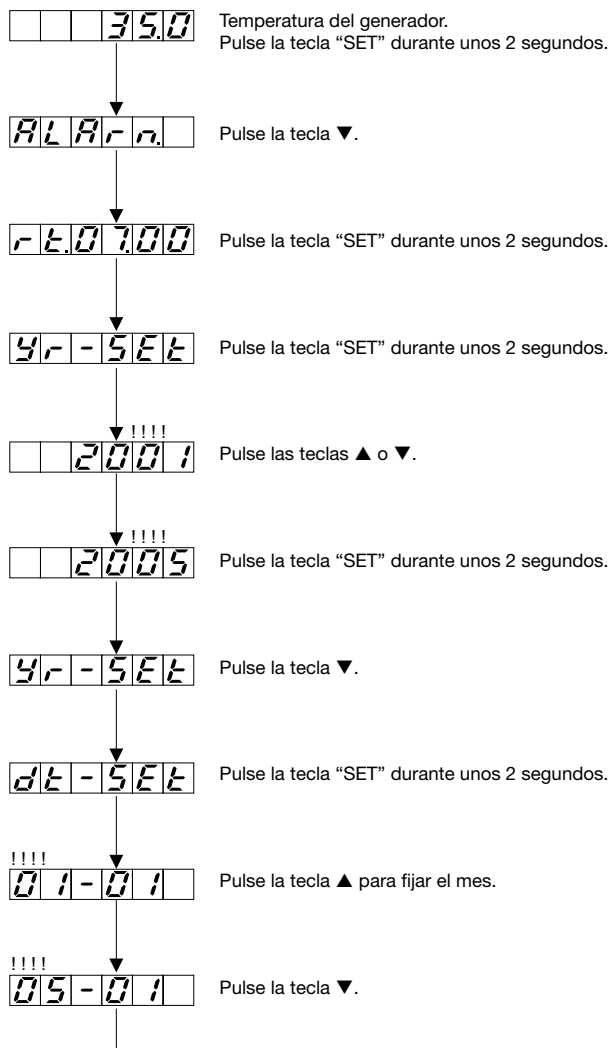 35.0
Temperatura del generador.
Pulse la tecla “SET” durante unos 2 segundos.
ALArn.
Pulse la tecla ▼.
rt.07.00
Pulse la tecla “SET” durante unos 2 segundos.
Yr-SEt
Pulse la tecla “SET” durante unos 2 segundos.
!!!!
2001
Pulse las teclas ▲ o ▼.
!!!!
2005
Pulse la tecla “SET” durante unos 2 segundos.
Yr-SEt
Pulse la tecla ▼.
dt-SEt
Pulse la tecla “SET” durante unos 2 segundos.
!!!!
01-01
Pulse la tecla ▲ para fijar el mes.
!!!!
05-01
Pulse la tecla ▼.